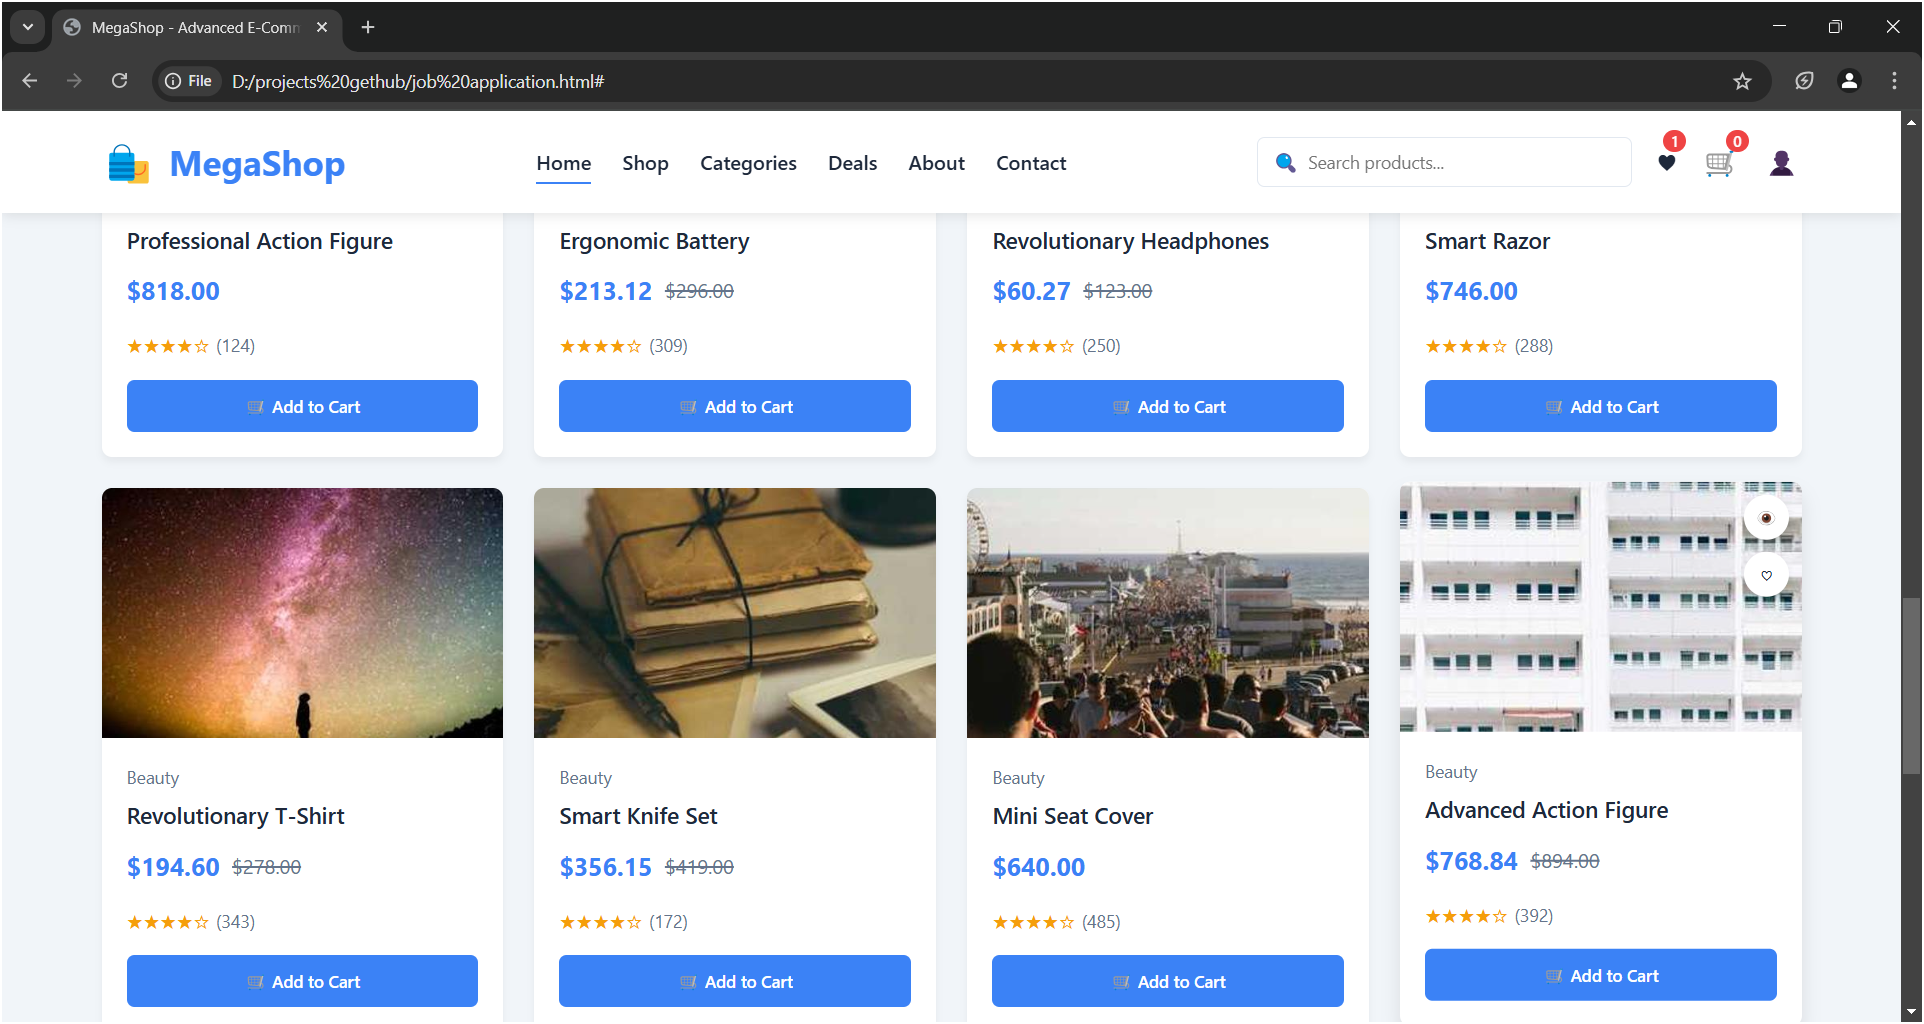 MegaShop - Advanced E-Comm
File D:/projects%20gethub/job%20application.html#
MegaShop
Home Shop Categories Deals About Contact
Search products...
1
0
Professional Action Figure
$818.00
★★★★☆ (124)
Add to Cart
Ergonomic Battery
$213.12 $296.00
★★★★☆ (309)
Add to Cart
Revolutionary Headphones
$60.27 $123.00
★★★★☆ (250)
Add to Cart
Smart Razor
$746.00
★★★★☆ (288)
Add to Cart
Beauty
Revolutionary T-Shirt
$194.60 $278.00
★★★★☆ (343)
Add to Cart
Beauty
Smart Knife Set
$356.15 $419.00
★★★★☆ (172)
Add to Cart
Beauty
Mini Seat Cover
$640.00
★★★★☆ (485)
Add to Cart
Beauty
Advanced Action Figure
$768.84 $894.00
★★★★☆ (392)
Add to Cart